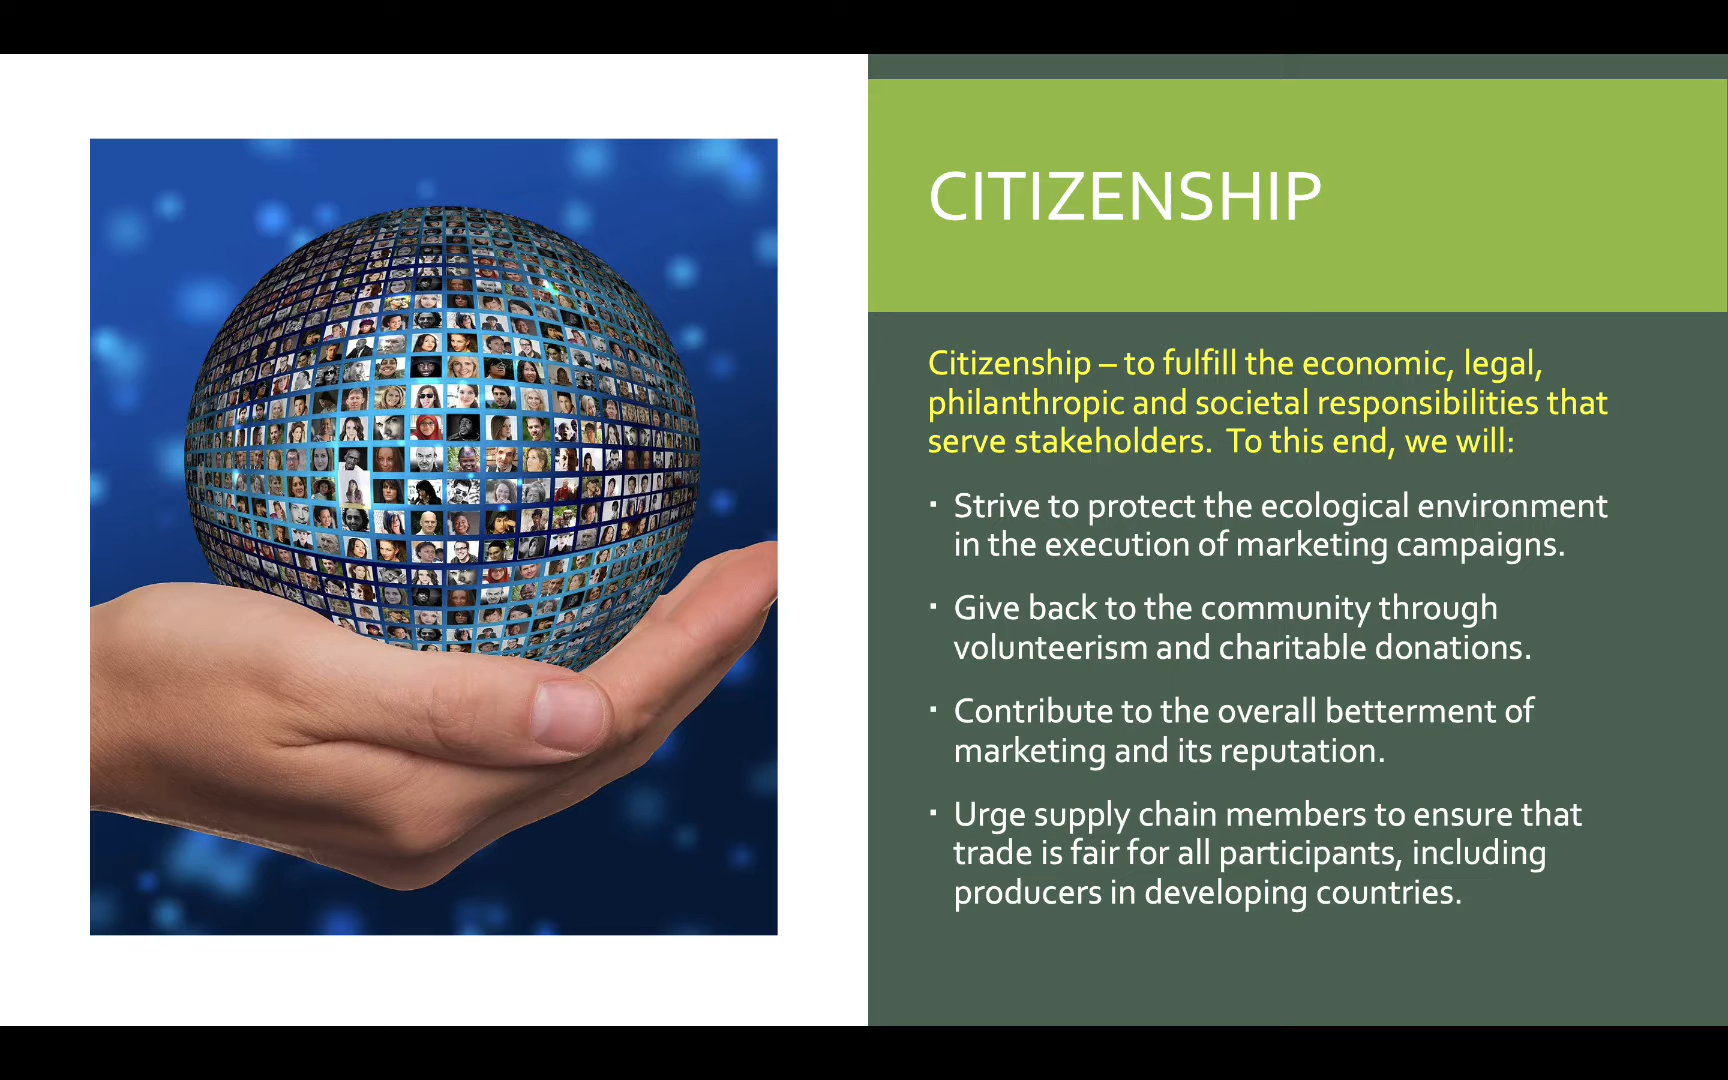 CITIZENSHIP
Citizenship – to fulfill the economic, legal,
philanthropic and societal responsibilities that
serve stakeholders.  To this end, we will:
▪ Strive to protect the ecological environment
in the execution of marketing campaigns.
▪ Give back to the community through
volunteerism and charitable donations.
▪ Contribute to the overall betterment of
marketing and its reputation.
▪ Urge supply chain members to ensure that
trade is fair for all participants, including
producers in developing countries.